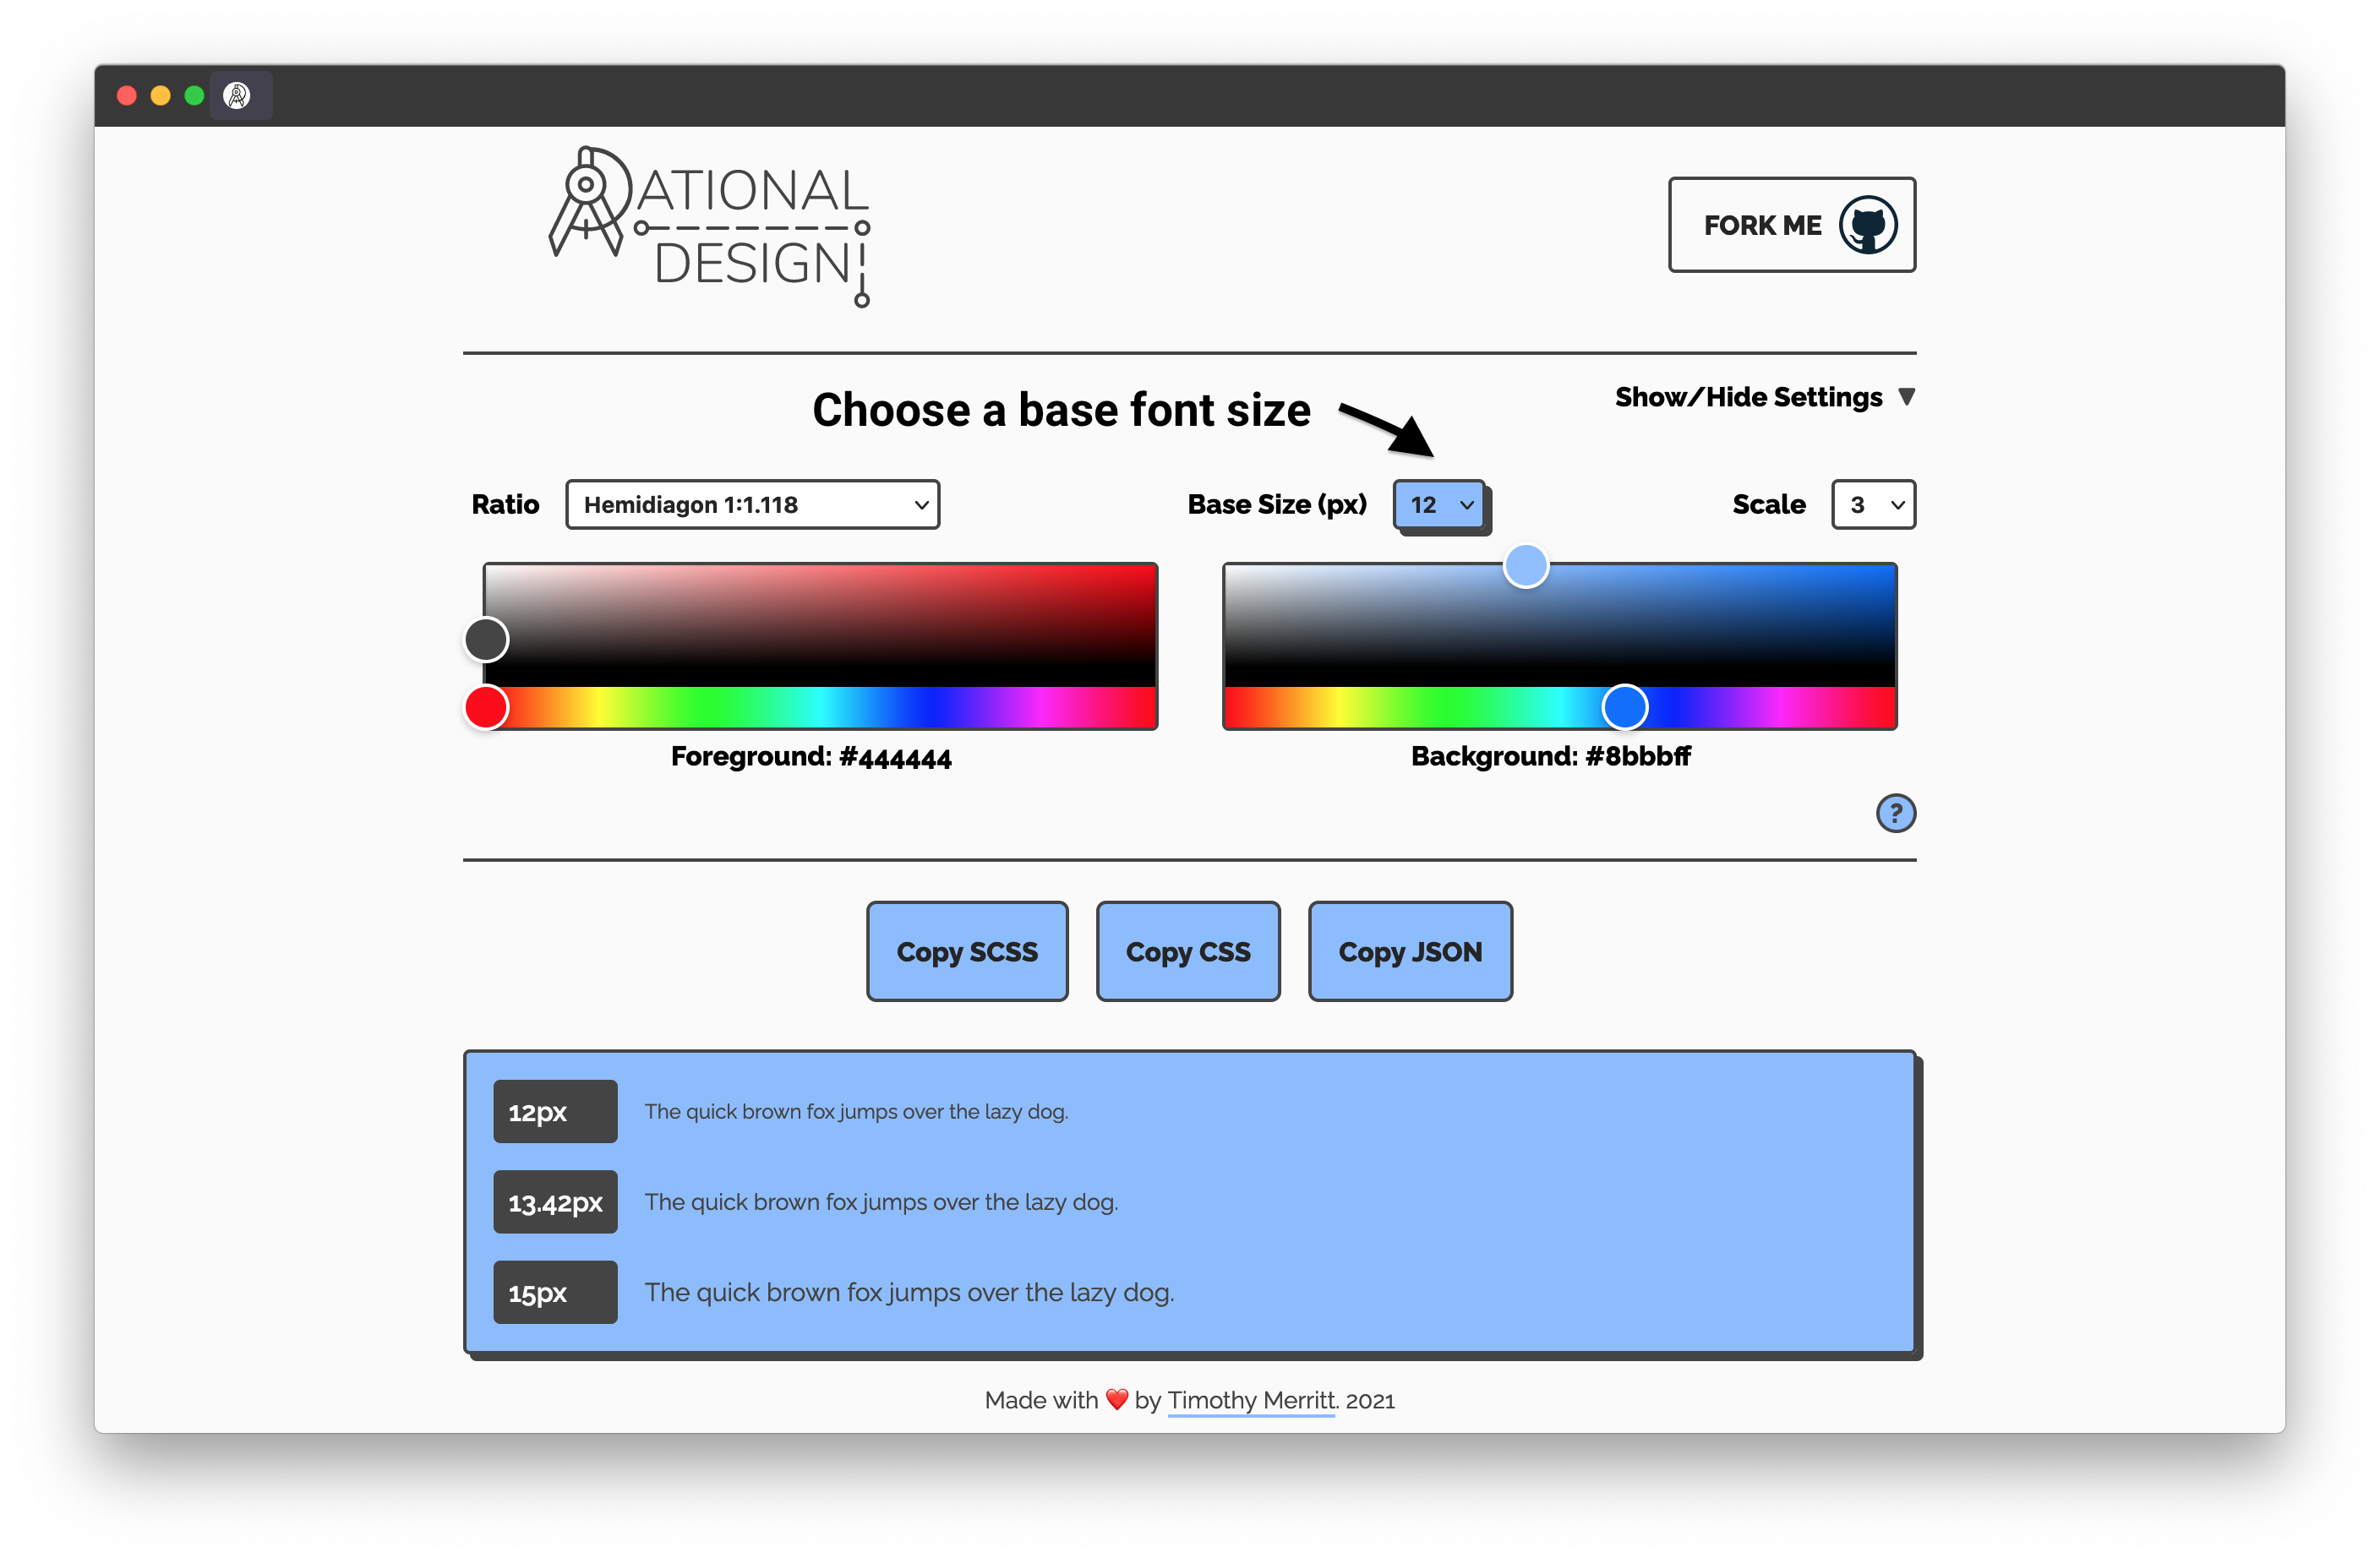 RATIONAL
DESIGN
FORK ME
Show/Hide Settings
Choose a base font size
Ratio Hemidiagon 1:1.118 Base Size (px) 12 Scale 3
Foreground: #444444 Background: #8bbbff
?
Copy SCSS Copy CSS Copy JSON
12px The quick brown fox jumps over the lazy dog.
13.42px The quick brown fox jumps over the lazy dog.
15px The quick brown fox jumps over the lazy dog.
Made with ❤️ by Timothy Merritt. 2021